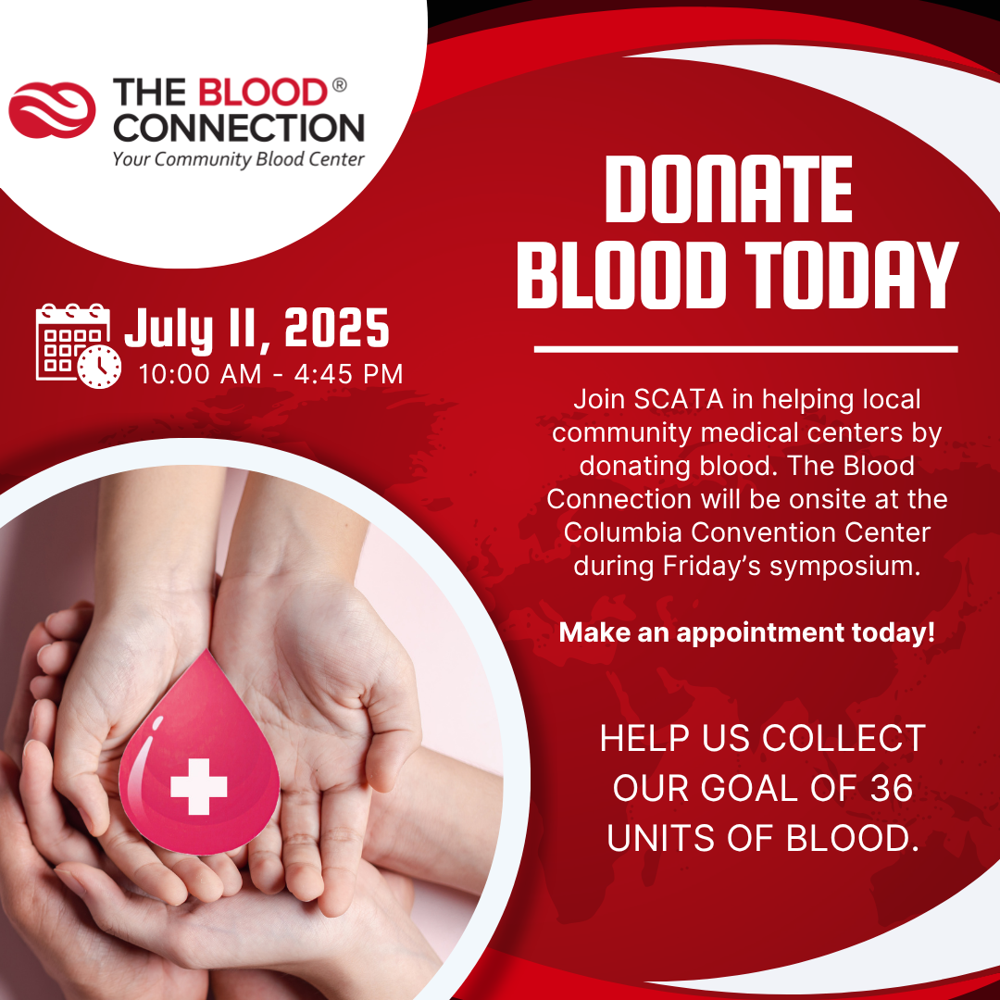 THE BLOOD®
CONNECTION
Your Community Blood Center
DONATE
BLOOD TODAY
July 11, 2025
10:00 AM - 4:45 PM
Join SCATA in helping local
community medical centers by
donating blood. The Blood
Connection will be onsite at the
Columbia Convention Center
during Friday’s symposium.
Make an appointment today!
HELP US COLLECT
OUR GOAL OF 36
UNITS OF BLOOD.